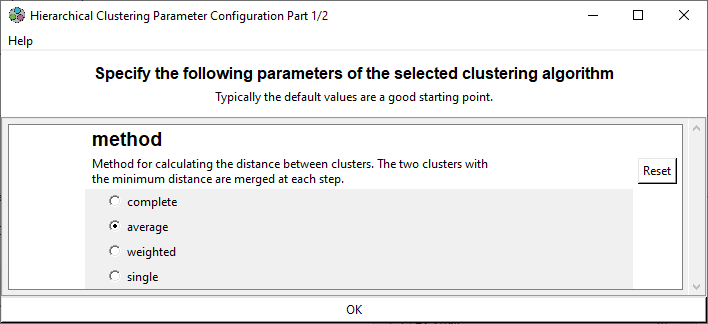 Hierarchical Clustering Parameter Configuration Part 1/2
Help
Specify the following parameters of the selected clustering algorithm
Typically the default values are a good starting point.
method
Method for calculating the distance between clusters. The two clusters with
the minimum distance are merged at each step.
Reset
complete
average
weighted
single
OK